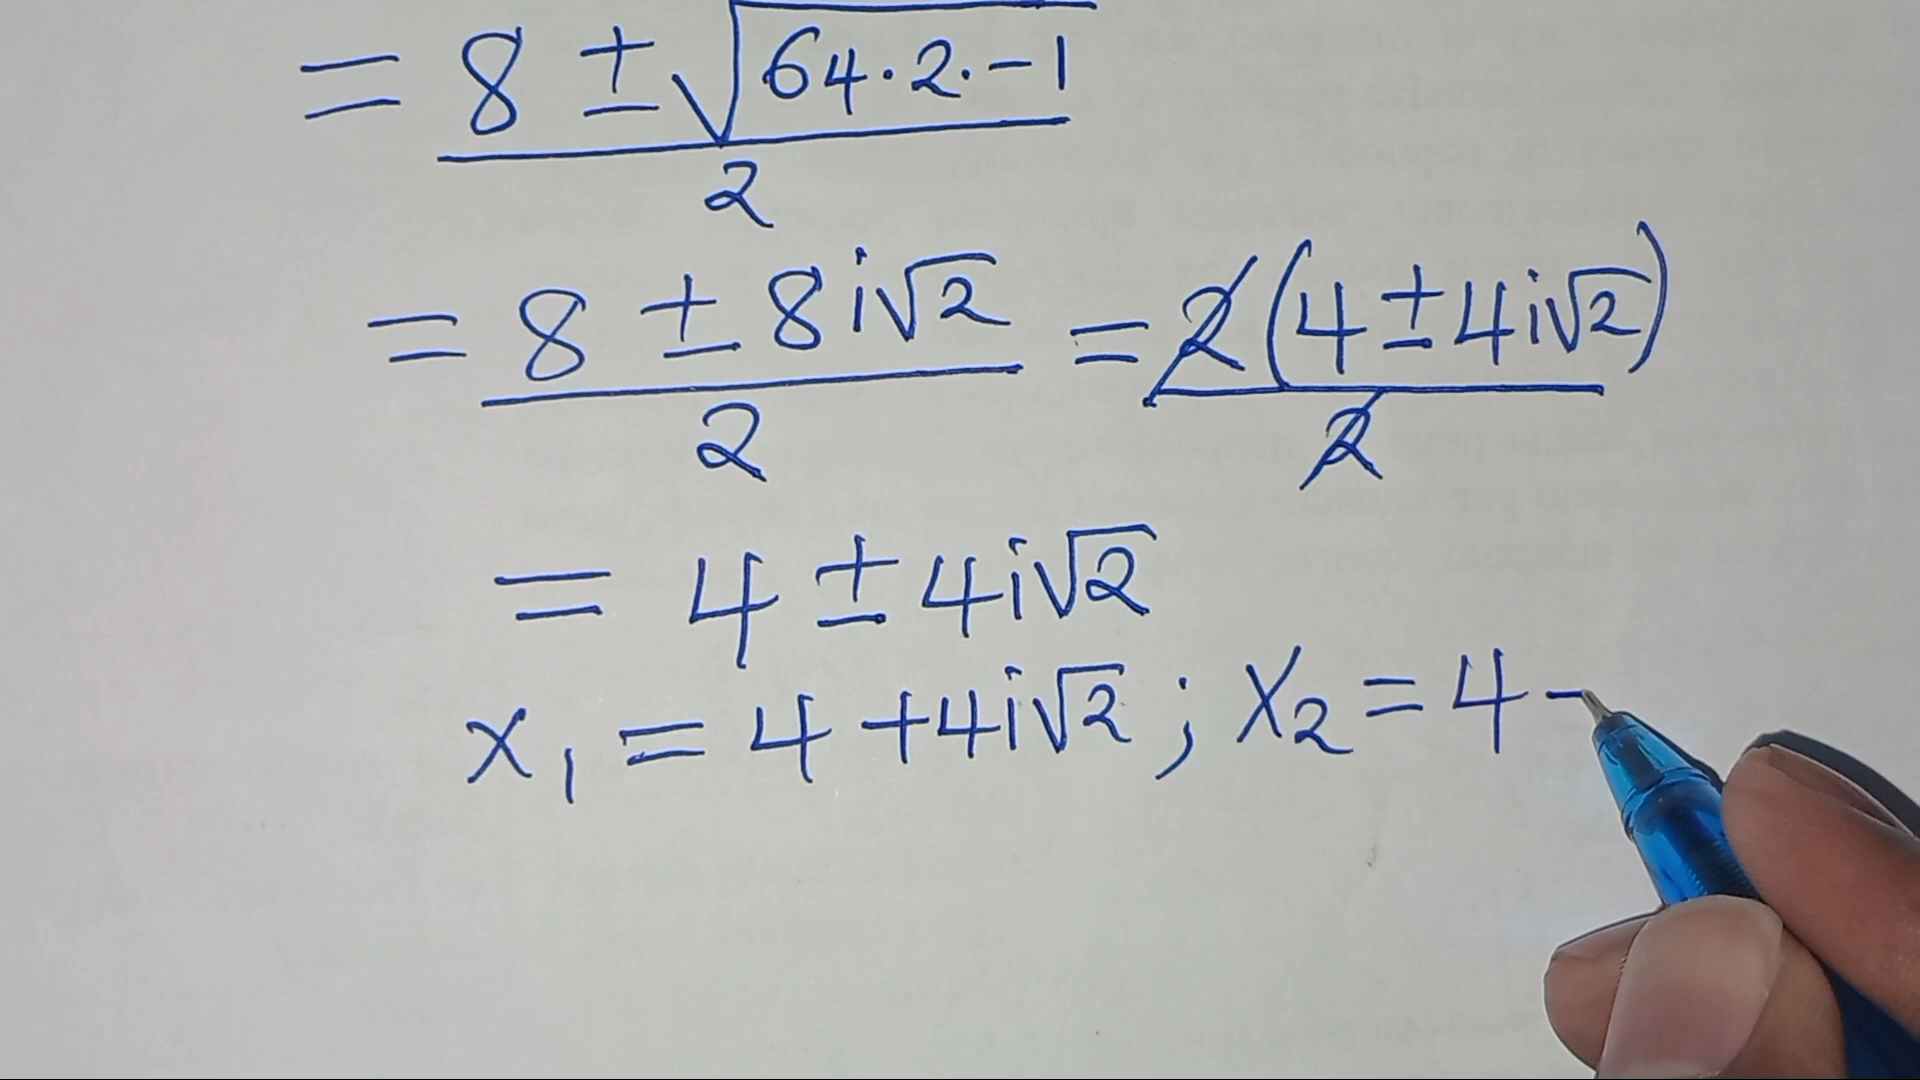 = 8 ± √64·2·-1
2
= 8 ± 8i√2 = 2(4 ± 4i√2)
2 2
= 4 ± 4i√2
x₁ = 4 + 4i√2 ; x₂ = 4 -